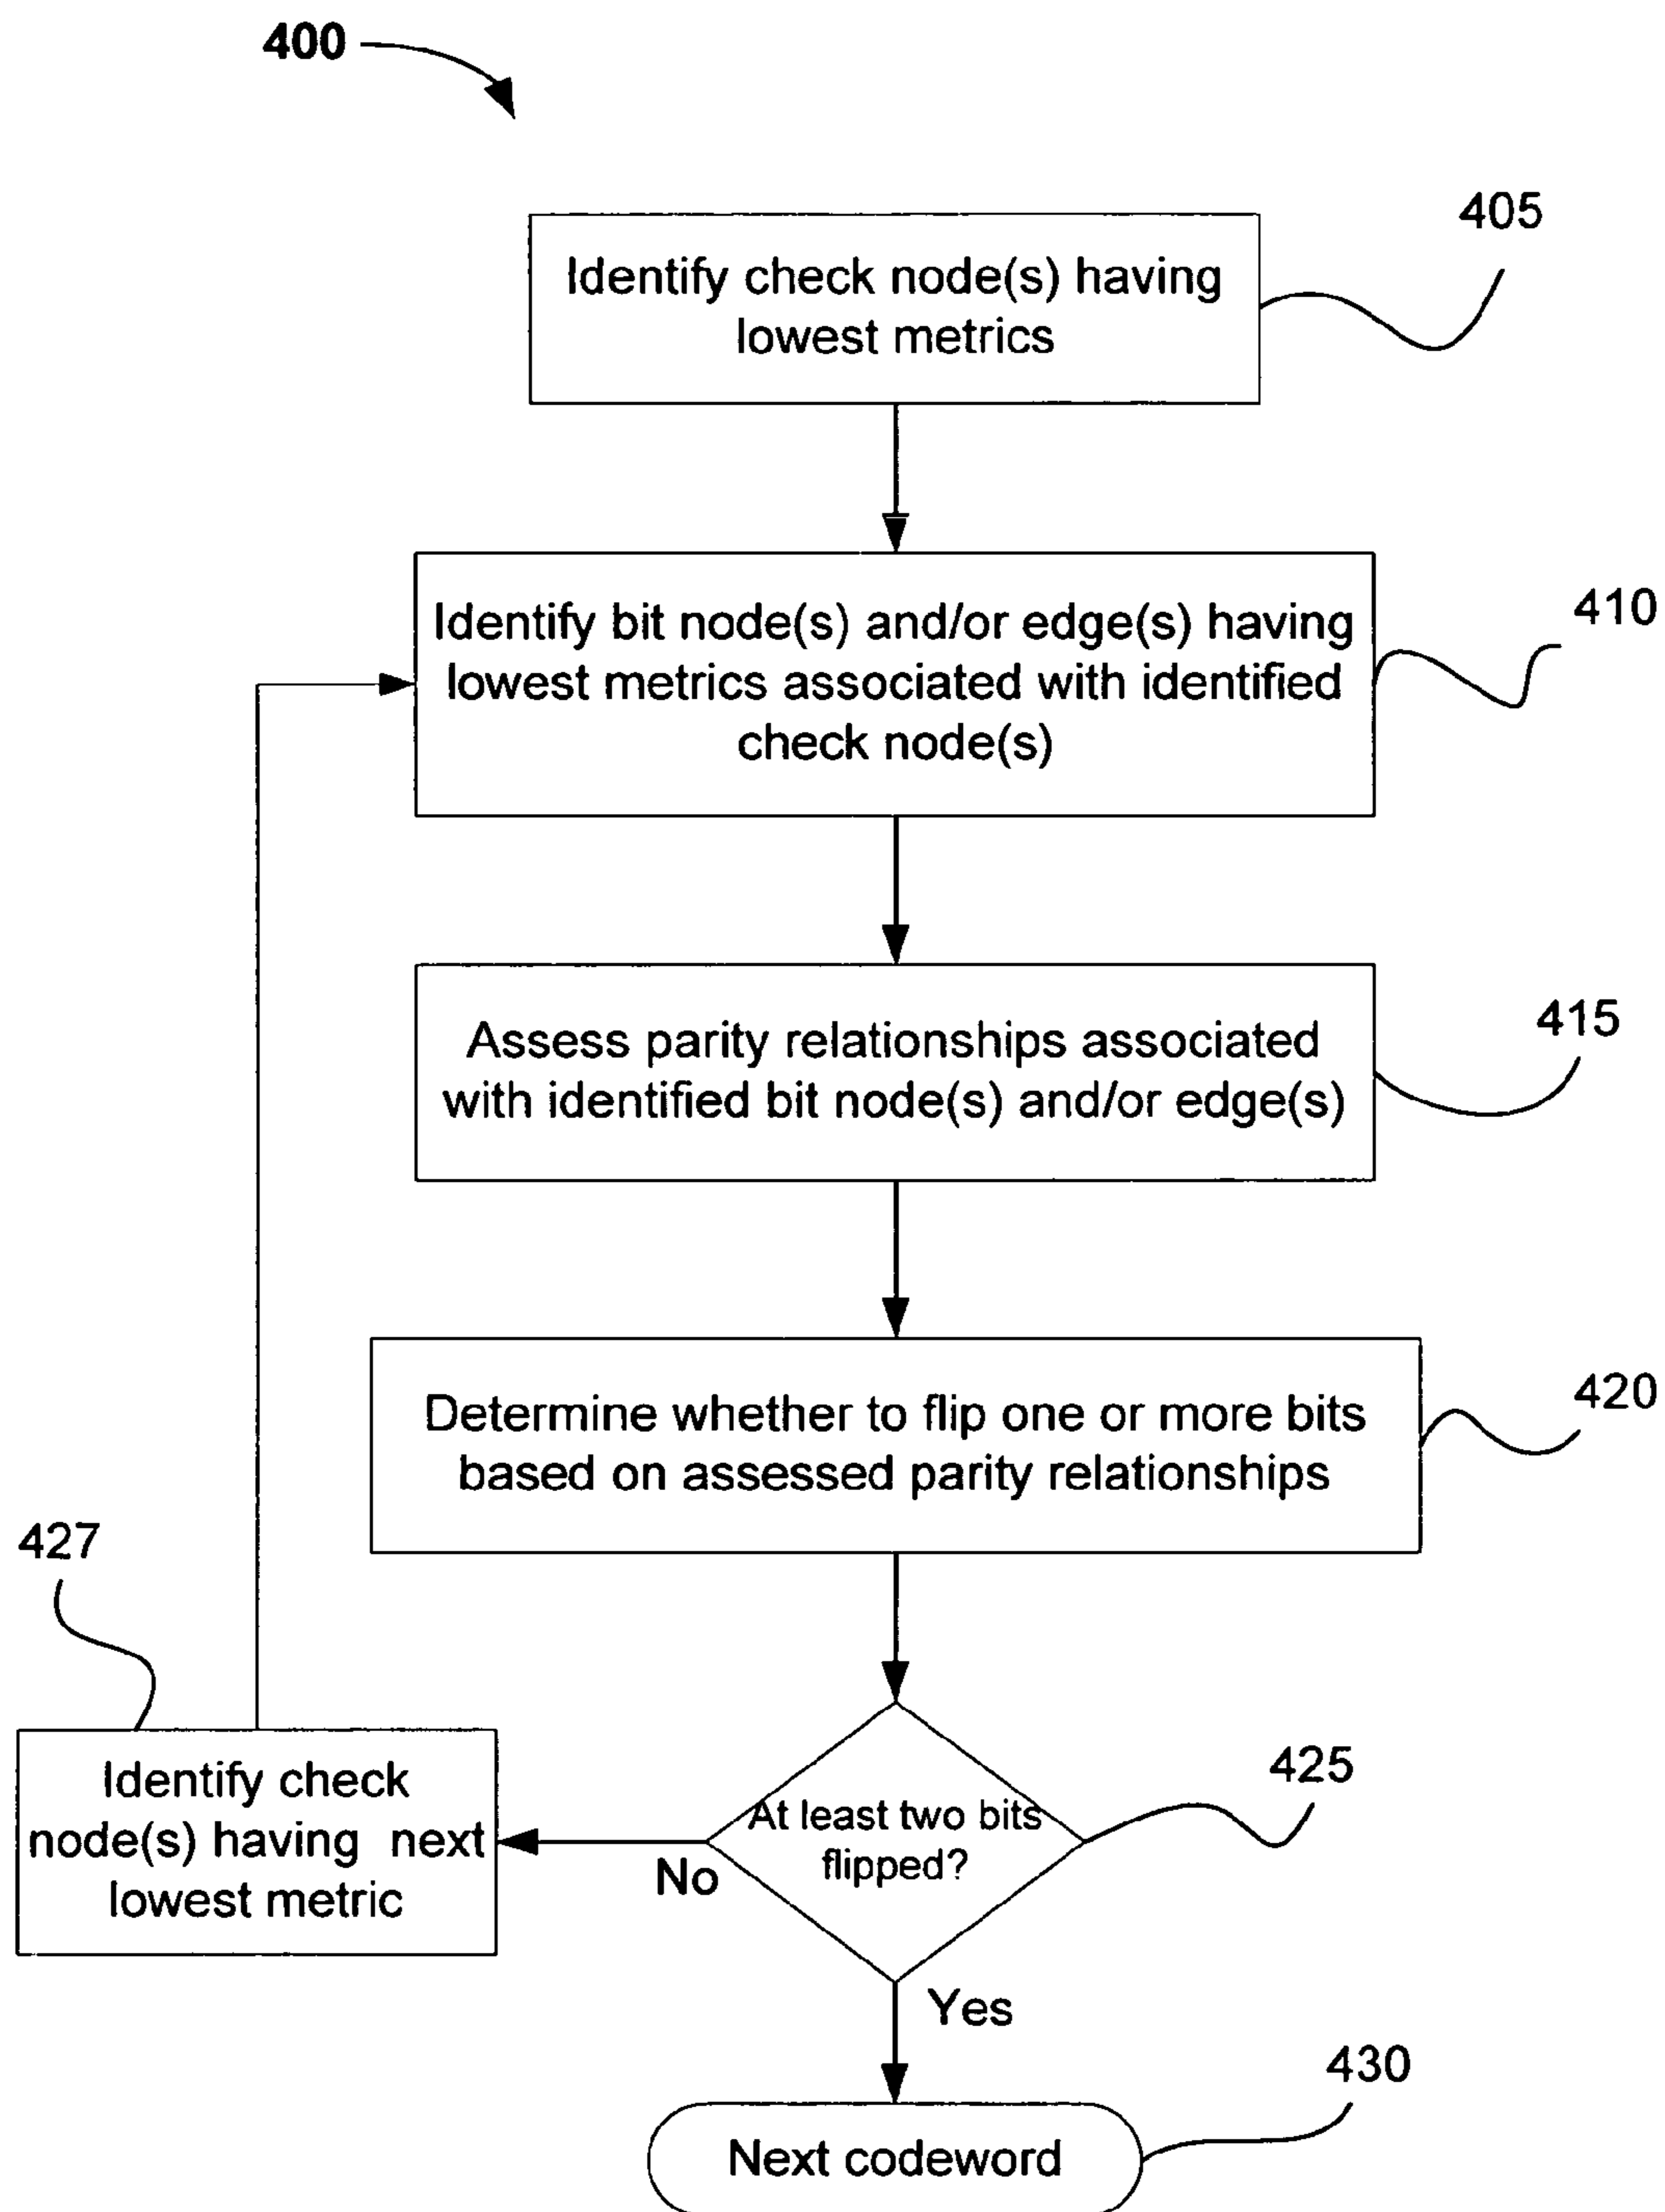 400
405
Identify check node(s) having
lowest metrics
410
Identify bit node(s) and/or edge(s) having
lowest metrics associated with identified
check node(s)
415
Assess parity relationships associated
with identified bit node(s) and/or edge(s)
420
Determine whether to flip one or more bits
based on assessed parity relationships
427
Identify check
node(s) having next
lowest metric
425
At least two bits
flipped?
No
Yes
430
Next codeword